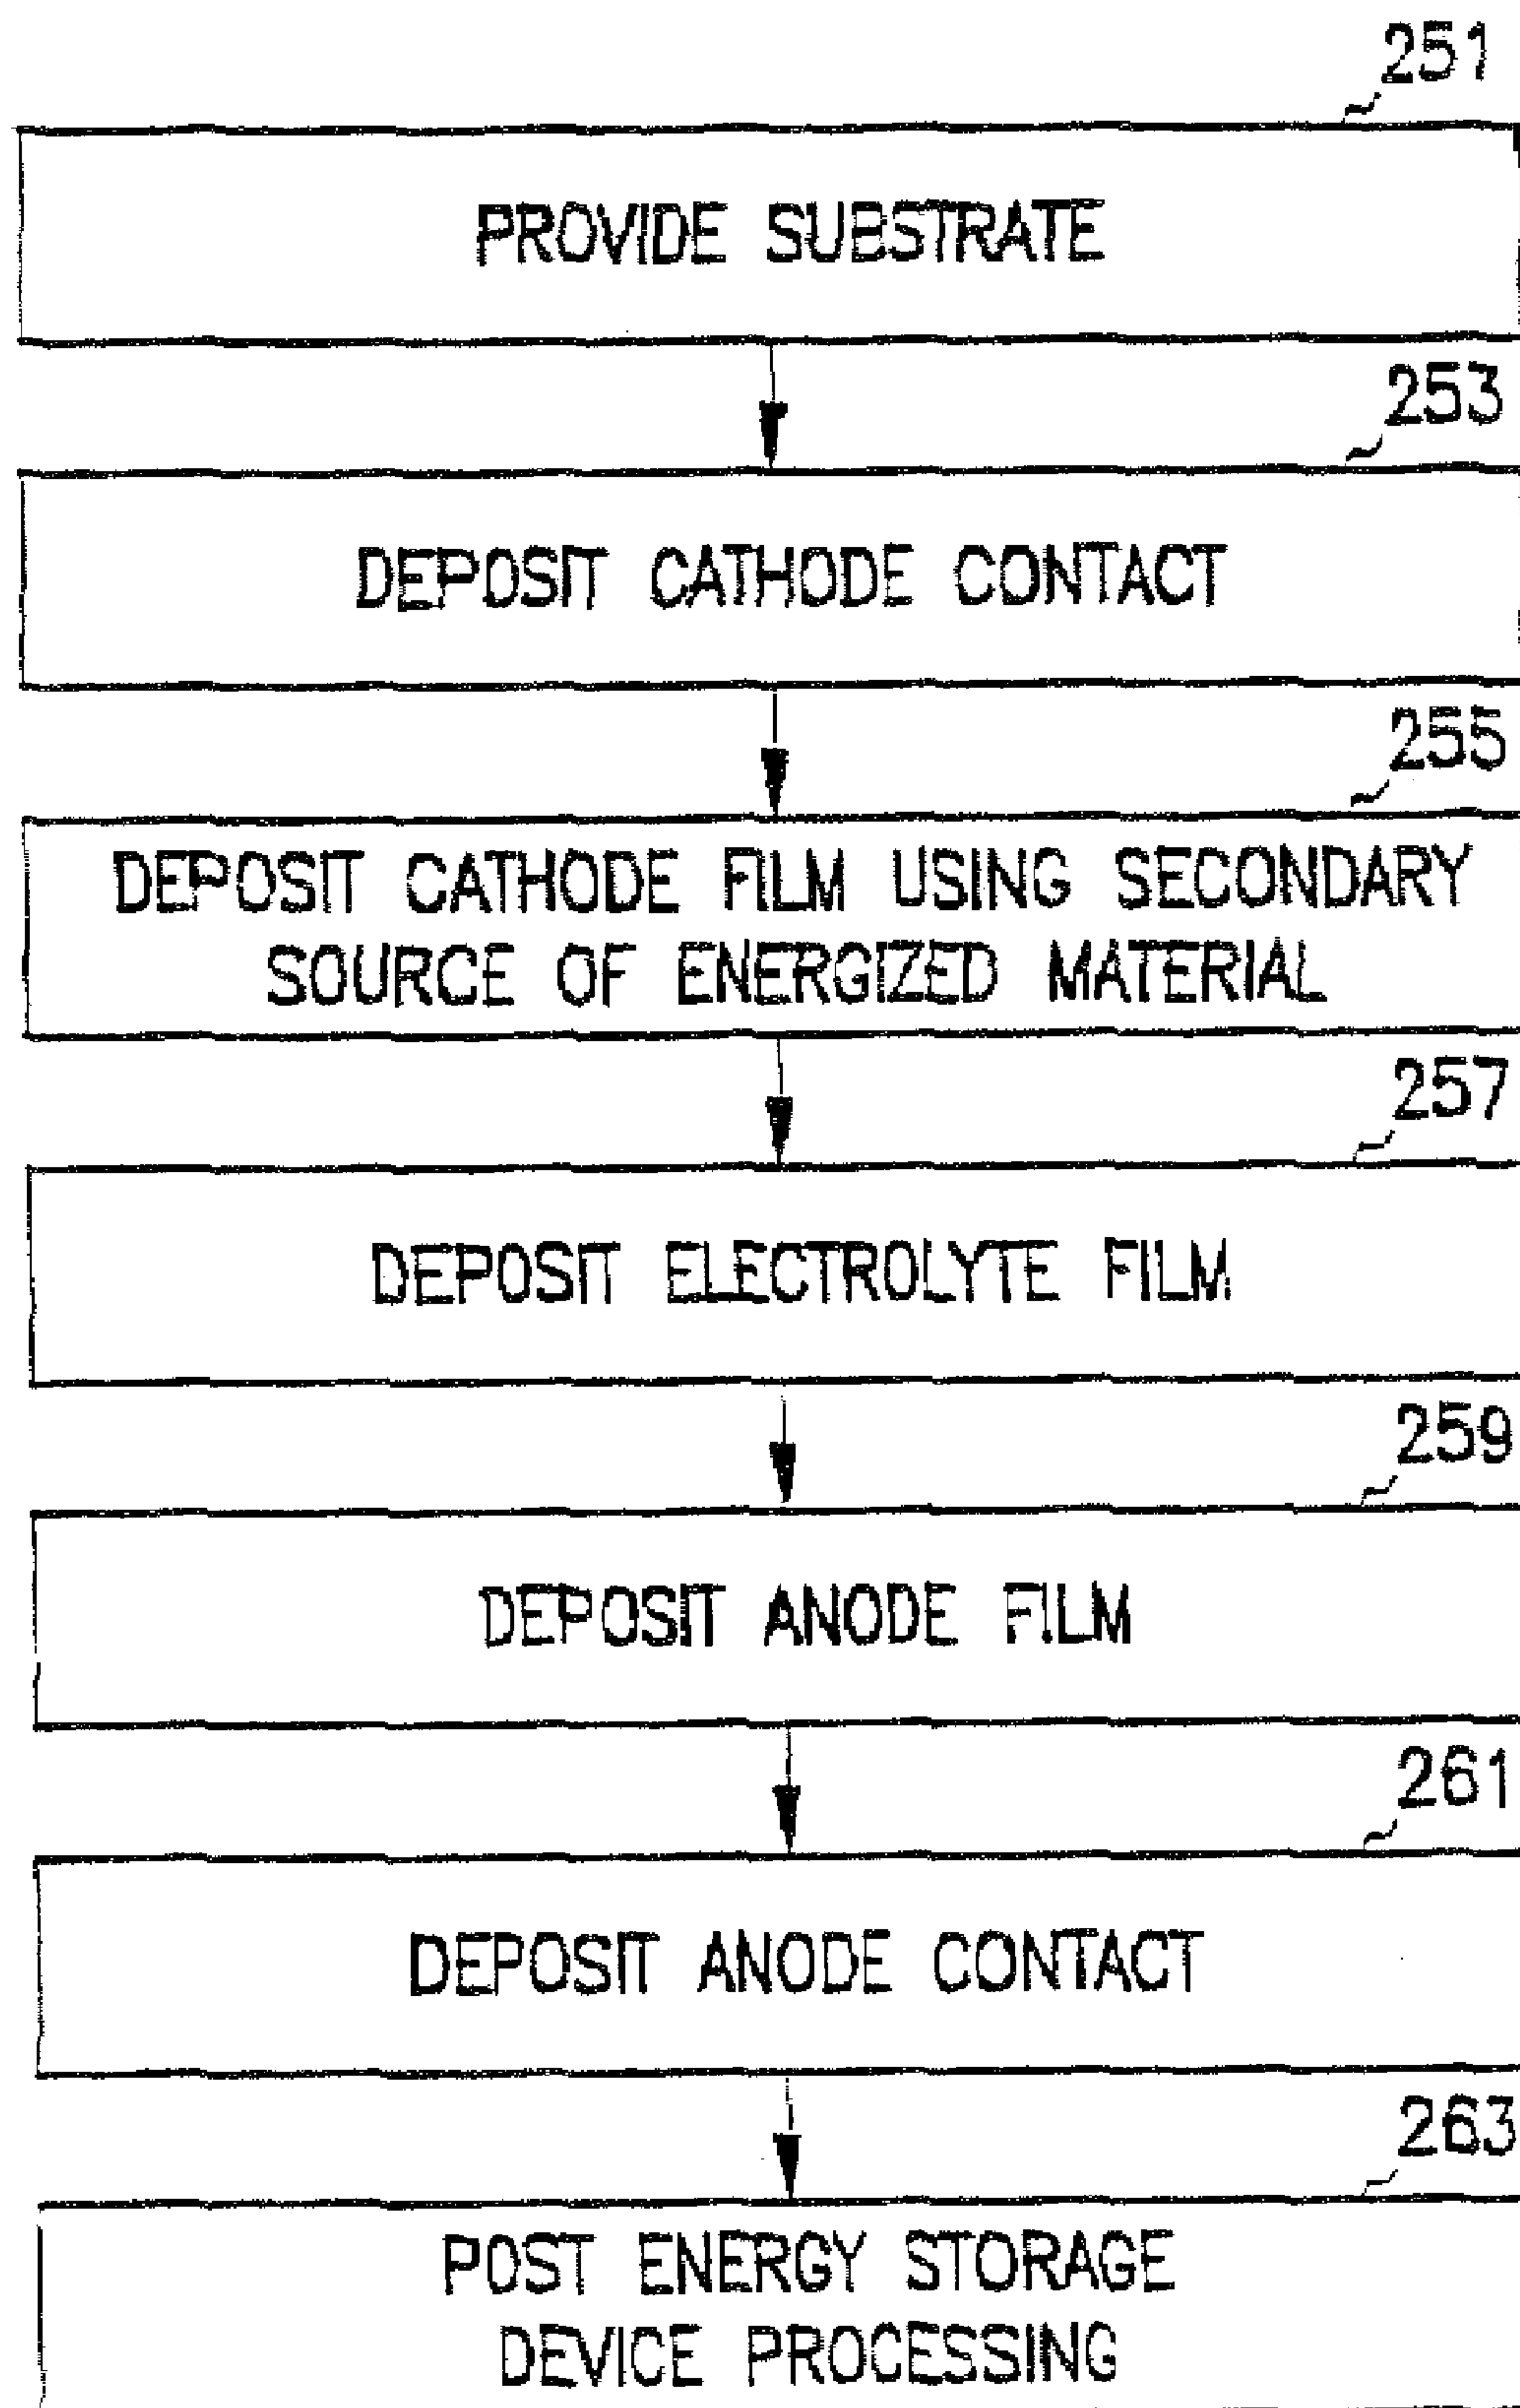 251
PROVIDE SUBSTRATE
253
DEPOSIT CATHODE CONTACT
255
DEPOSIT CATHODE FILM USING SECONDARY
SOURCE OF ENERGIZED MATERIAL
257
DEPOSIT ELECTROLYTE FILM
259
DEPOSIT ANODE FILM
261
DEPOSIT ANODE CONTACT
263
POST ENERGY STORAGE
DEVICE PROCESSING